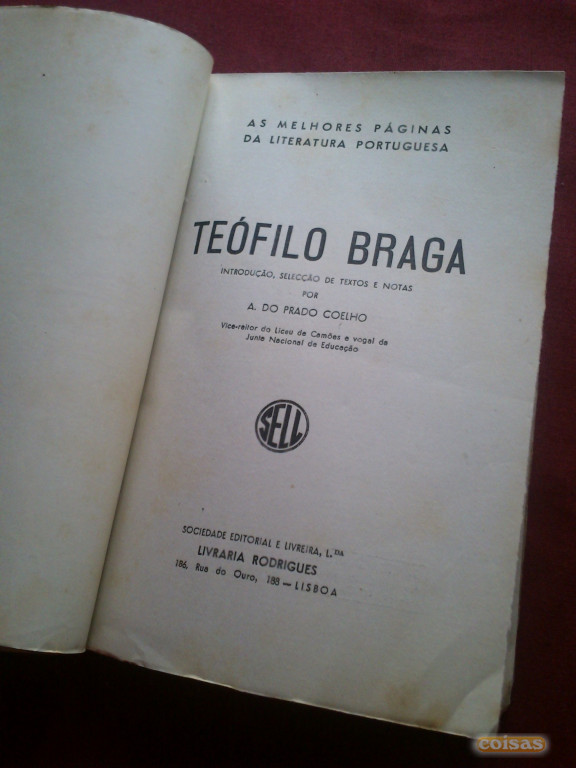 AS MELHORES PÁGINAS
DA LITERATURA PORTUGUESA
TEÓFILO BRAGA
INTRODUÇÃO, SELECÇÃO DE TEXTOS E NOTAS
POR
A. DO PRADO COELHO
Vice-reitor do Liceu de Camões e vogal da
Junta Nacional de Educação
SELL
SOCIEDADE EDITORIAL E LIVREIRA, L.DA
LIVRARIA RODRIGUES
186, Rua do Ouro, 188 — LISBOA
coisas